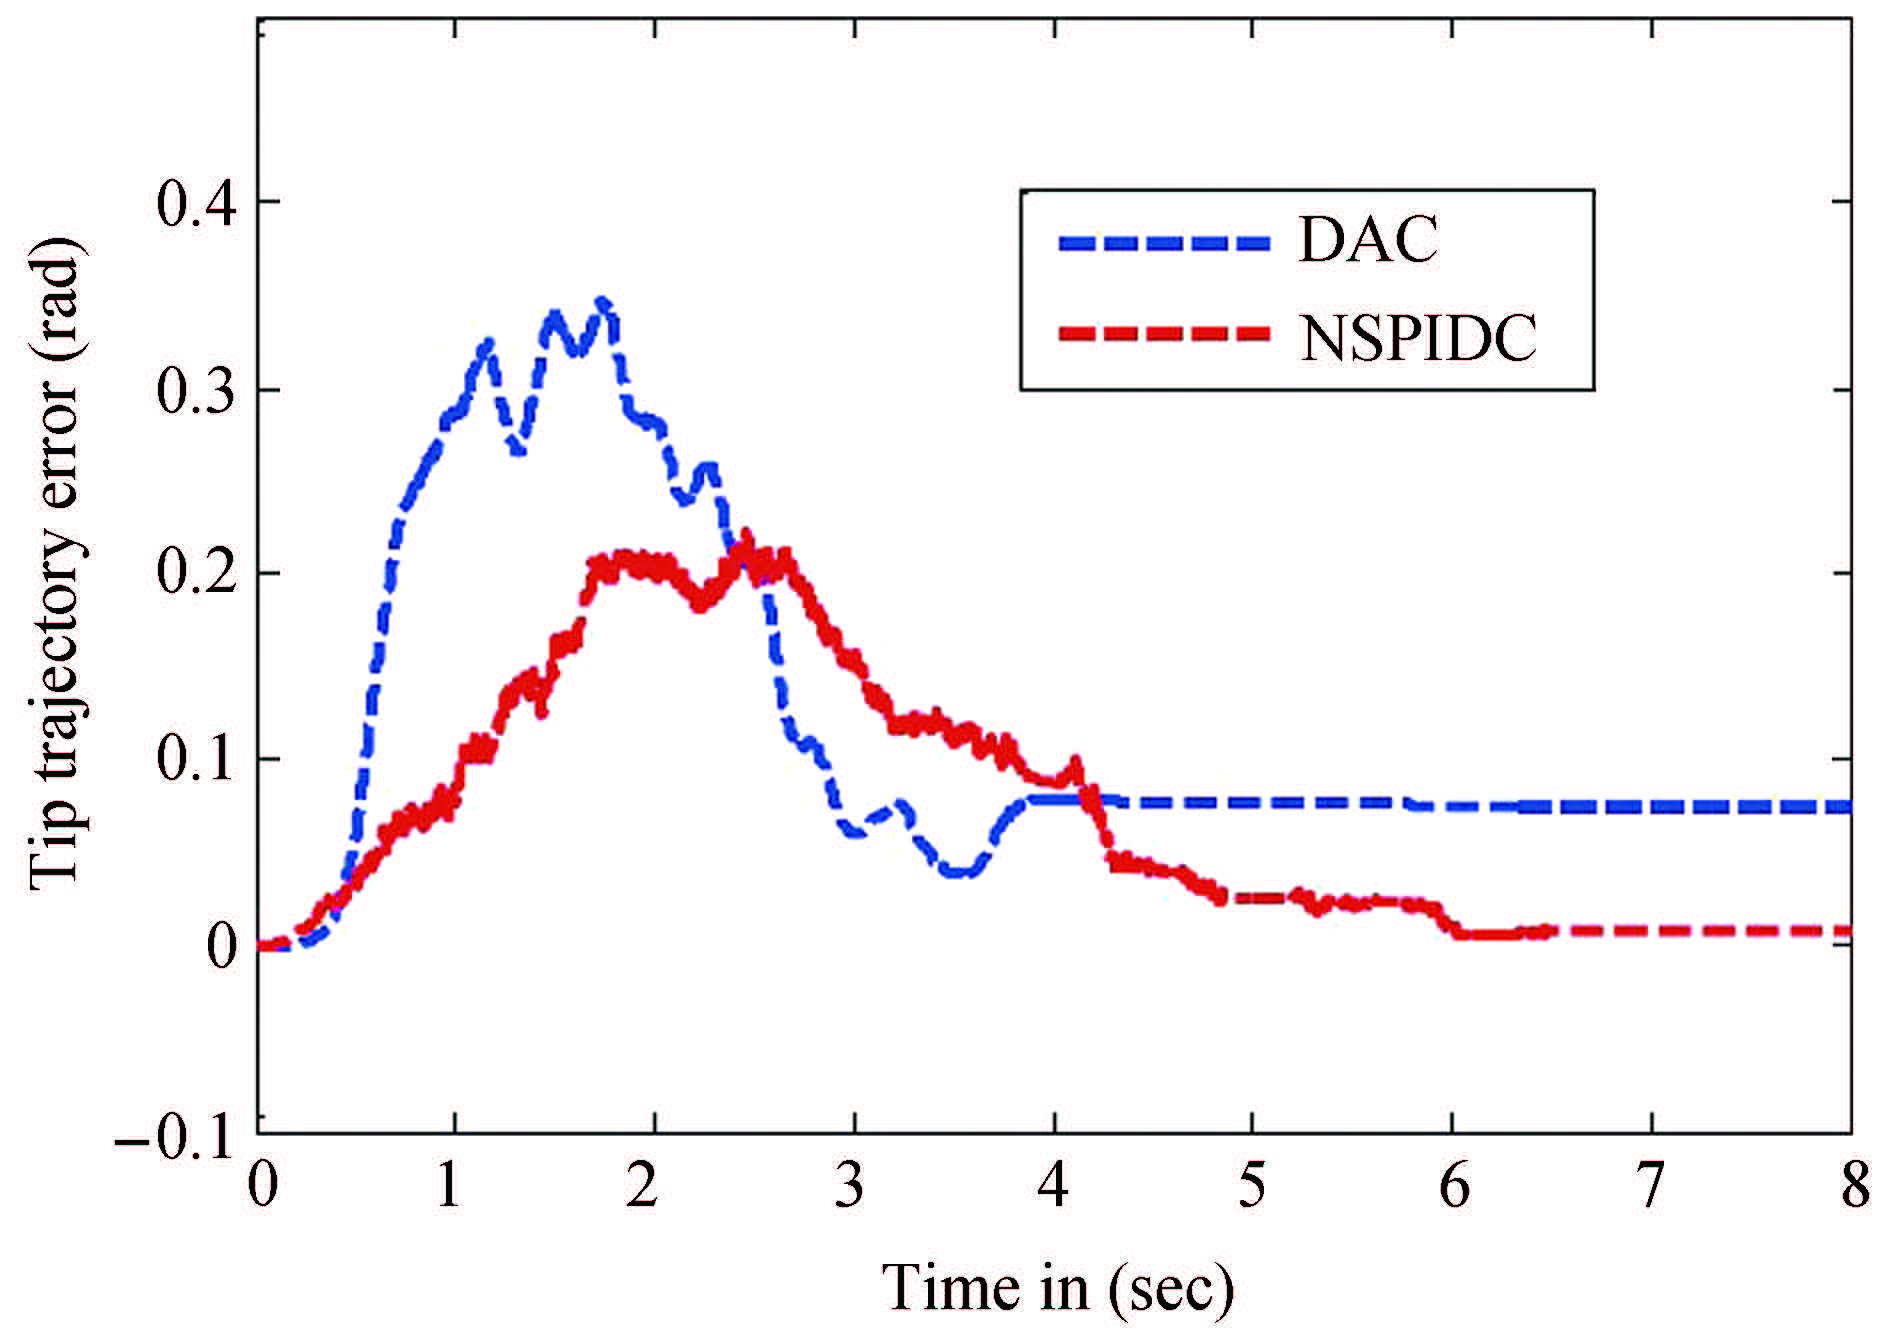 Tip trajectory error (rad)
0.4
0.3
0.2
0.1
0
−0.1
DAC
NSPIDC
0 1 2 3 4 5 6 7 8
Time in (sec)